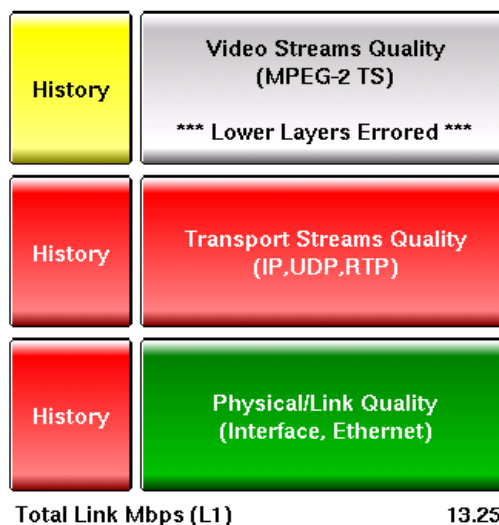 History
Video Streams Quality
(MPEG-2 TS)
*** Lower Layers Errored ***
History
Transport Streams Quality
(IP,UDP,RTP)
History
Physical/Link Quality
(Interface, Ethernet)
Total Link Mbps (L1) 13.25